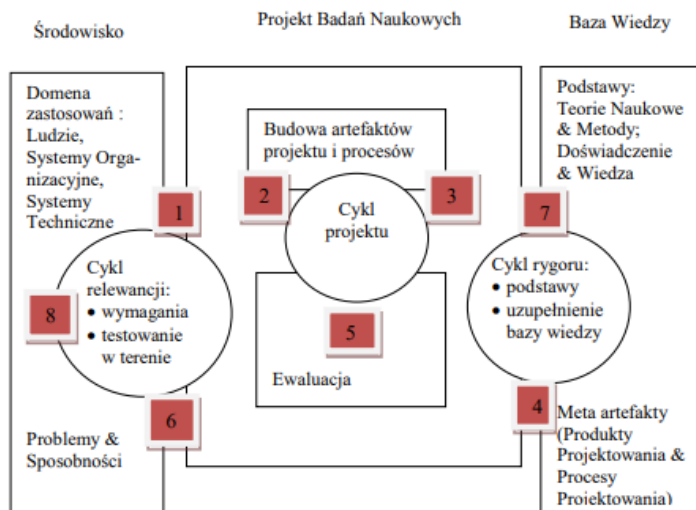 Środowisko
Projekt Badań Naukowych
Baza Wiedzy
Domena
zastosowań :
Ludzie,
Systemy Orga-
nizacyjne,
Systemy
Techniczne
1
Cykl
relewancji:
• wymagania
• testowanie
w terenie
8
6
Problemy &
Sposobności
Budowa artefaktów
projektu i procesów
2
3
Cykl
projektu
5
Ewaluacja
Podstawy:
Teorie Naukowe
& Metody;
Doświadczenie
& Wiedza
7
Cykl rygoru:
• podstawy
• uzupełnienie
bazy wiedzy
4
Meta artefakty
(Produkty
Projektowania &
Procesy
Projektowania)